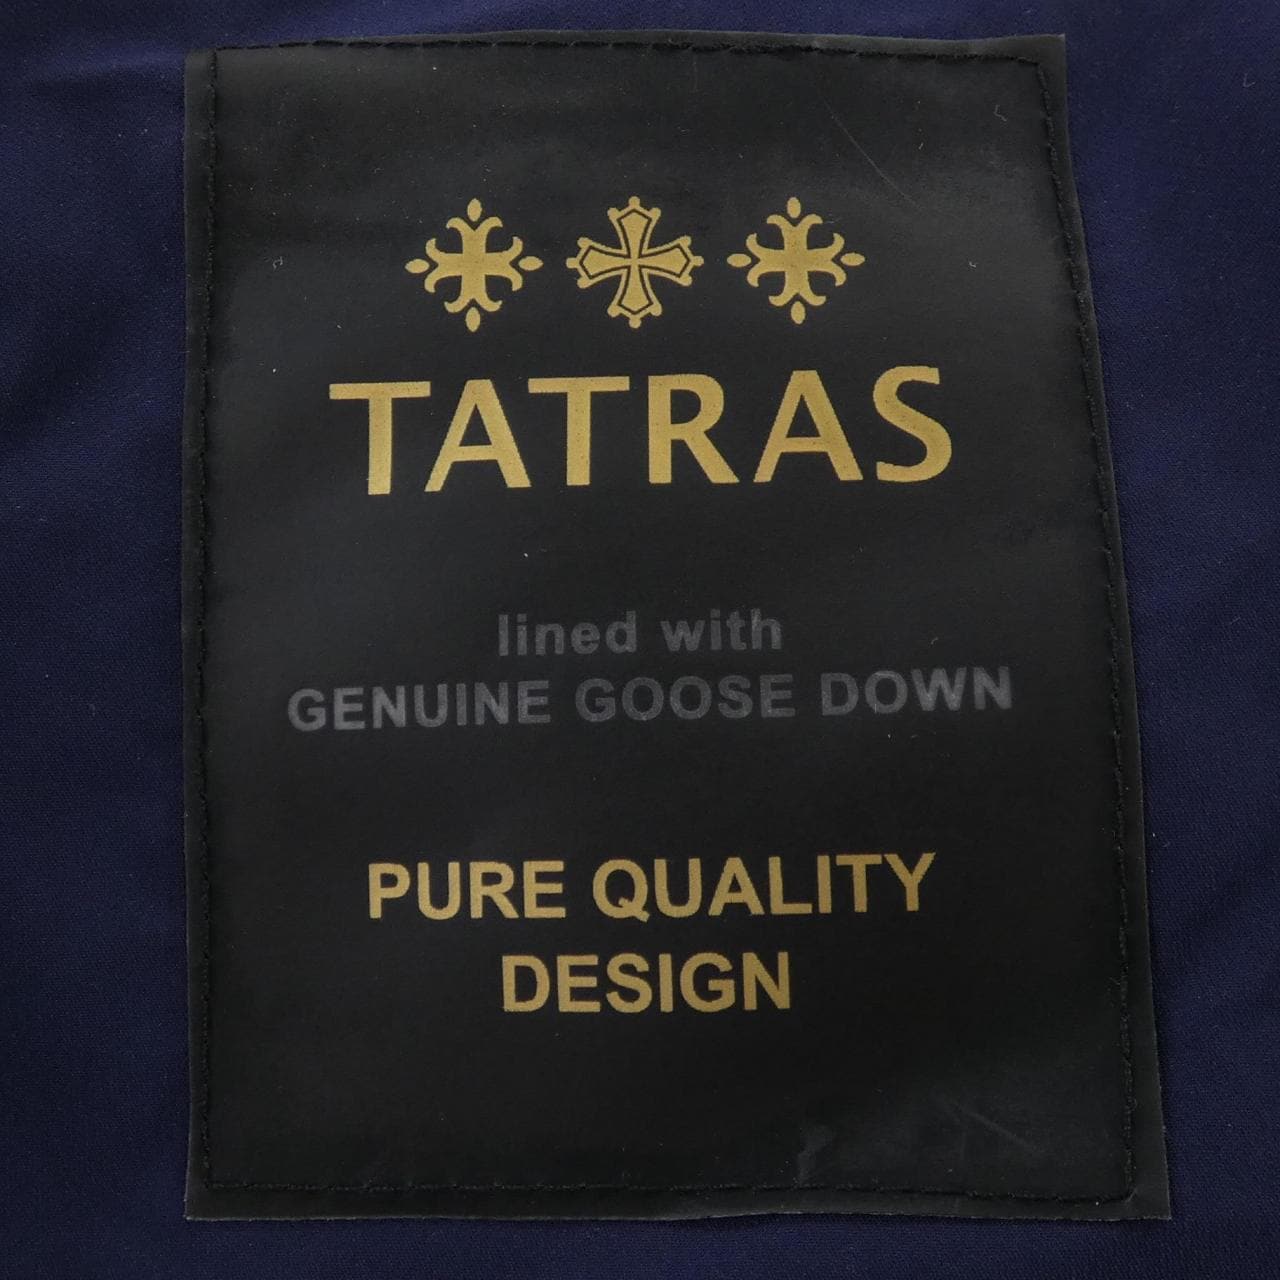 TATRAS
lined with
GENUINE GOOSE DOWN
PURE QUALITY
DESIGN